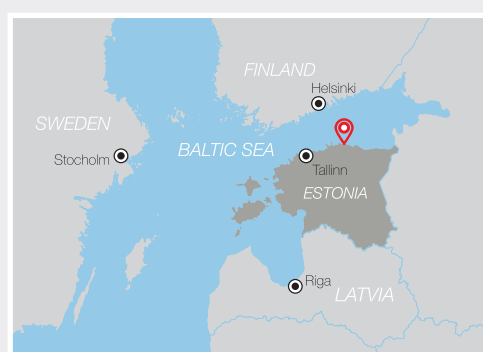 FINLAND
Helsinki
SWEDEN
BALTIC SEA
Stocholm
Tallinn
ESTONIA
Riga
LATVIA